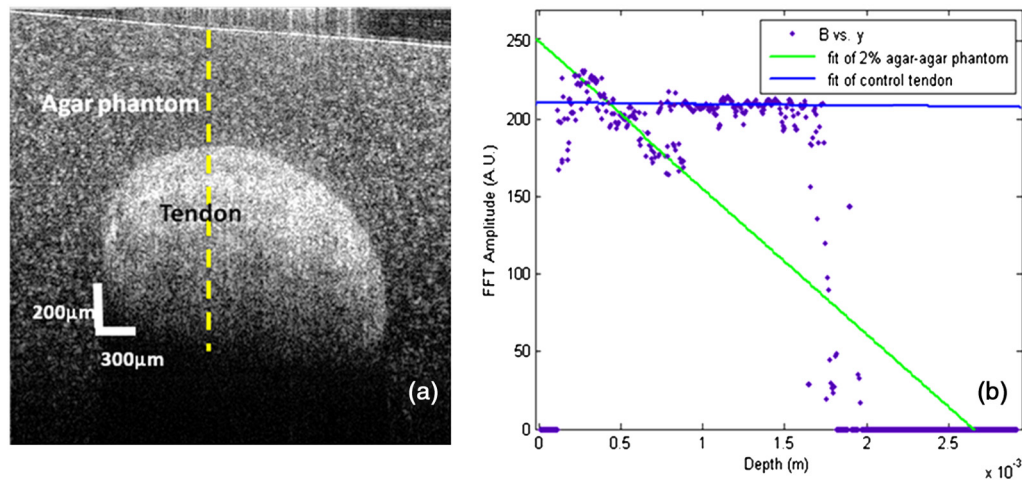 Agar phantom
Tendon
200µm
300µm
(a)
B vs. y
fit of 2% agar-agar phantom
fit of control tendon
250
200
150
100
50
0
FFT Amplitude (A.U.)
0 0.5 1 1.5 2 2.5
Depth (m)
x 10⁻³
(b)